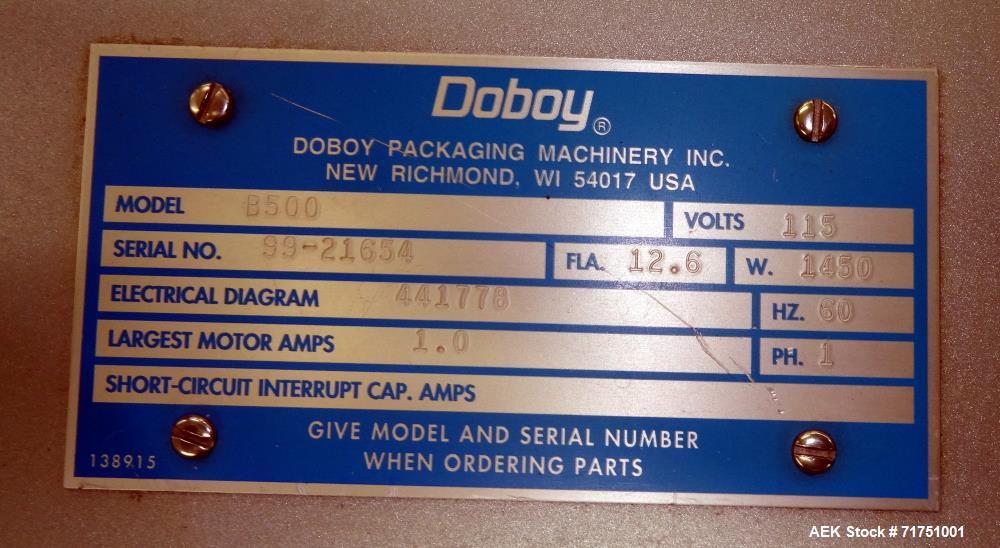 Doboy®
DOBOY PACKAGING MACHINERY INC.
NEW RICHMOND, WI 54017 USA
MODEL B500 VOLTS 115
SERIAL NO. 99-21654 FLA. 12.6 W. 1450
ELECTRICAL DIAGRAM 441778 HZ. 60
LARGEST MOTOR AMPS 1.0 PH. 1
SHORT-CIRCUIT INTERRUPT CAP. AMPS
GIVE MODEL AND SERIAL NUMBER
WHEN ORDERING PARTS
138915
AEK Stock # 71751001